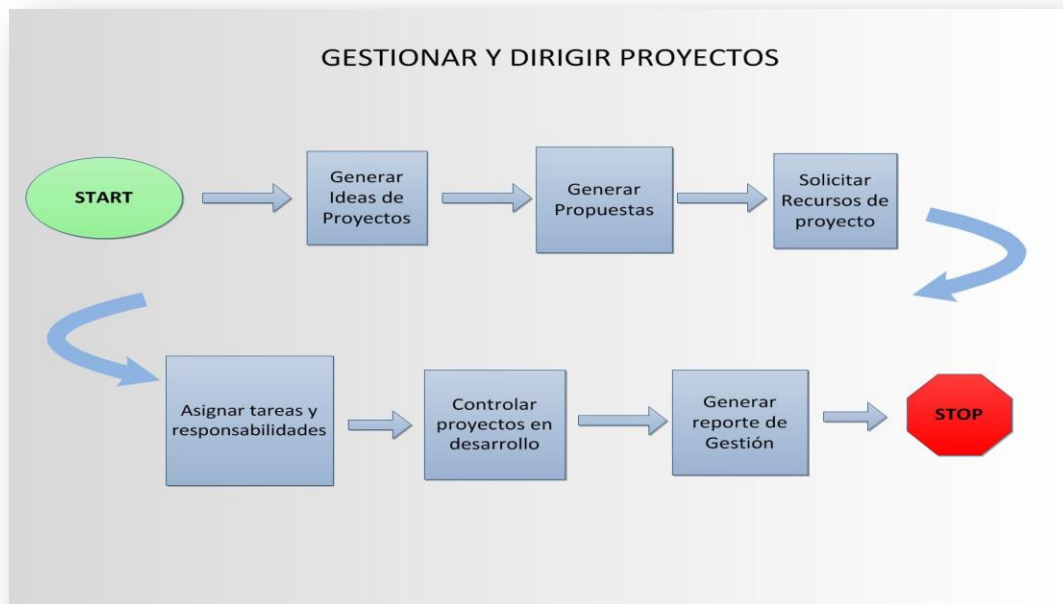 GESTIONAR Y DIRIGIR PROYECTOS
START
Generar
Ideas de
Proyectos
Generar
Propuestas
Solicitar
Recursos de
proyecto
Asignar tareas y
responsabilidades
Controlar
proyectos en
desarrollo
Generar
reporte de
Gestión
STOP